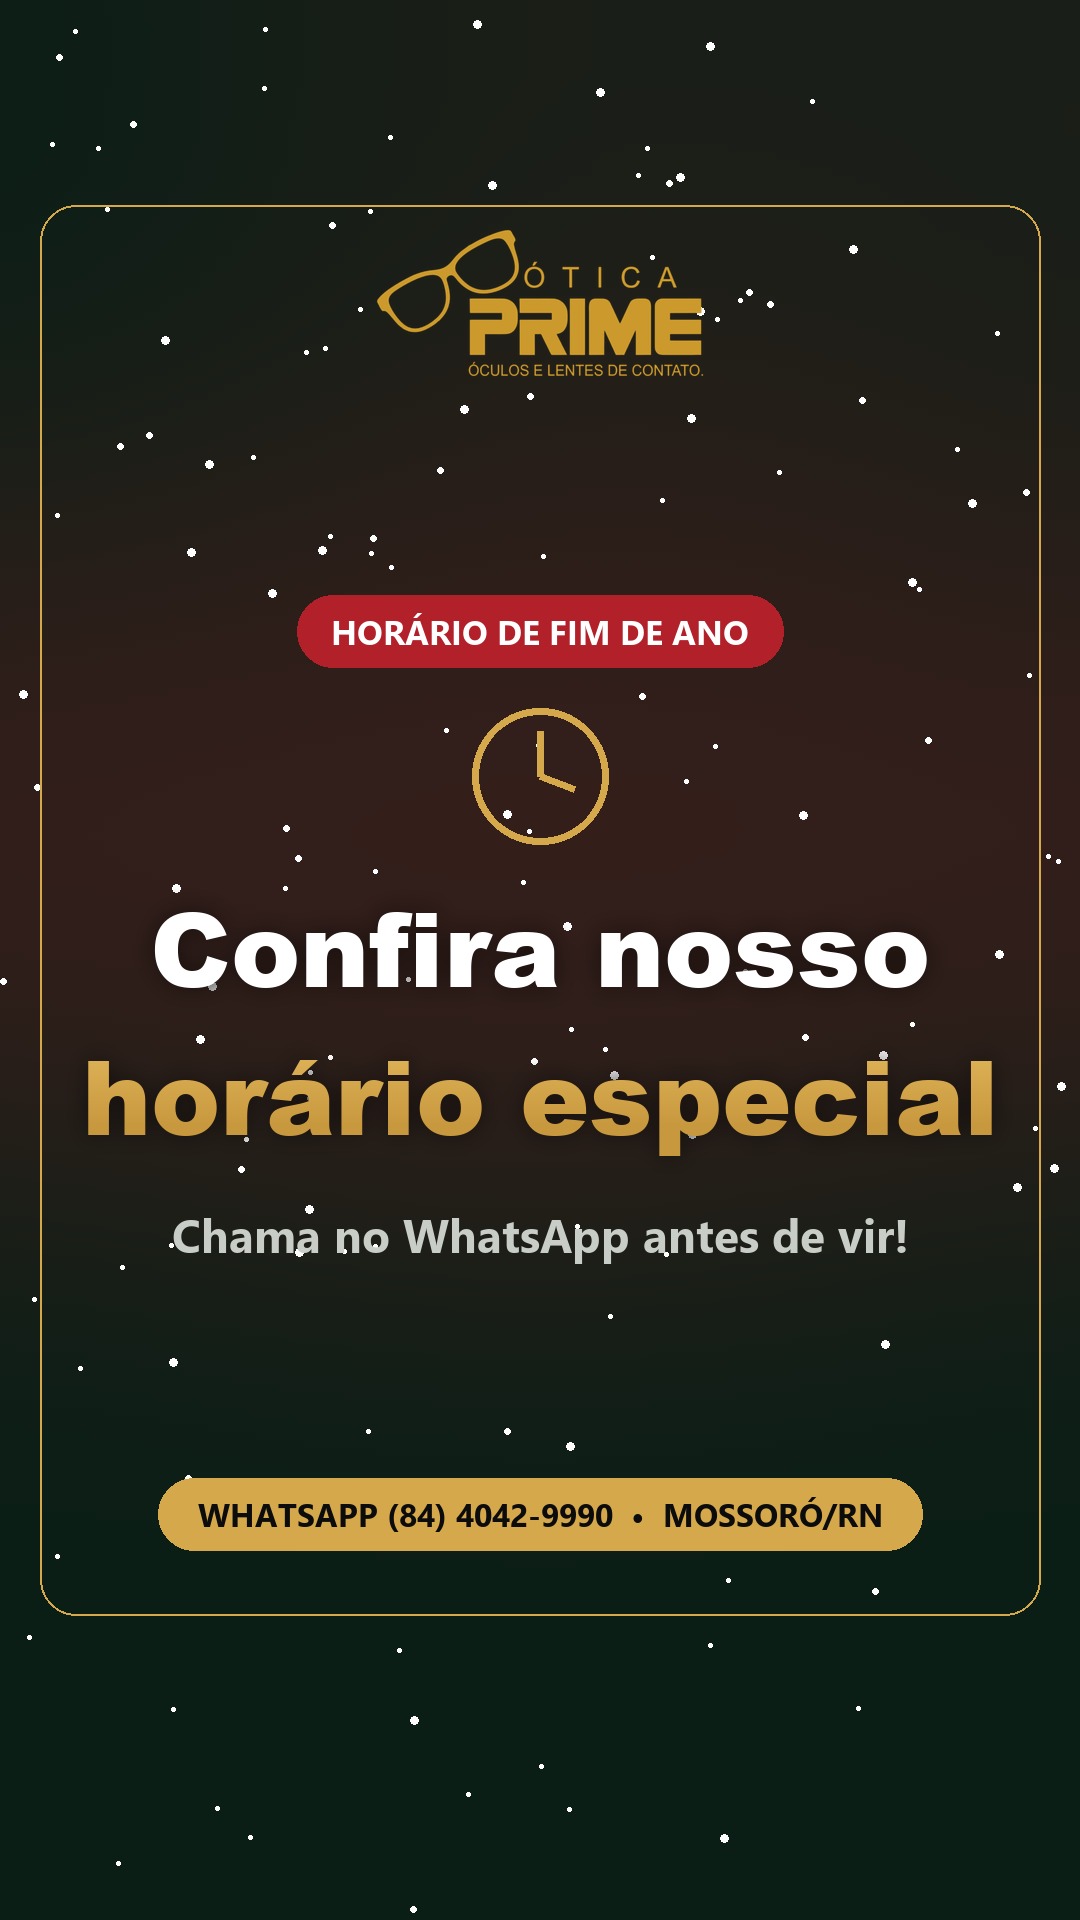 ÓTICA
PRIME
ÓCULOS E LENTES DE CONTATO.
HORÁRIO DE FIM DE ANO
Confira nosso
horário especial
Chama no WhatsApp antes de vir!
WHATSAPP (84) 4042-9990 • MOSSORÓ/RN